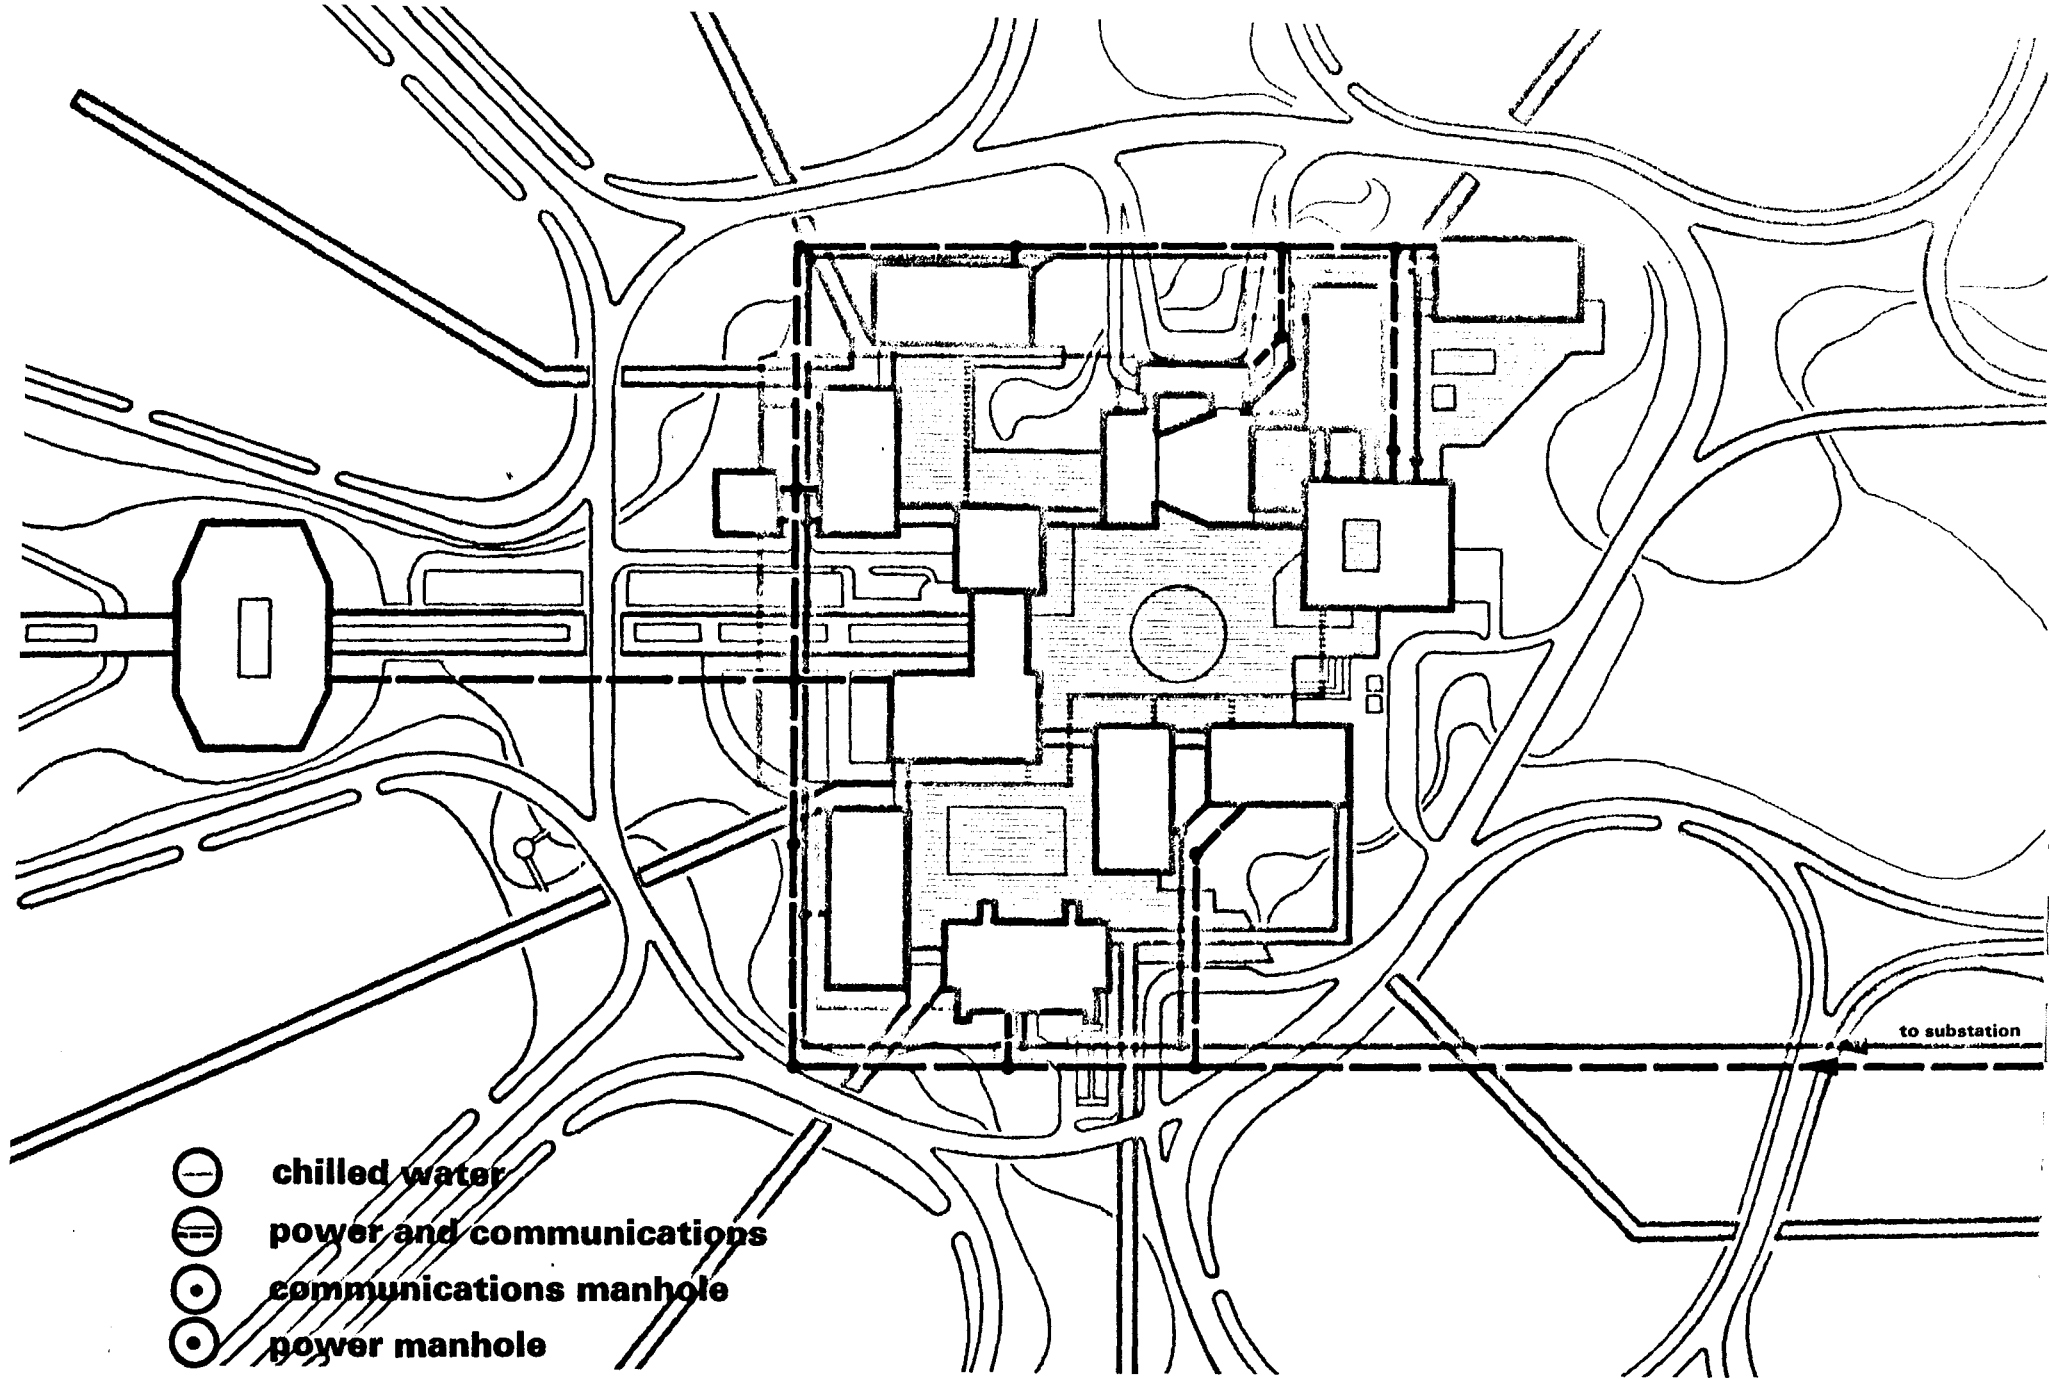 to substation
chilled water
power and communications
communications manhole
power manhole